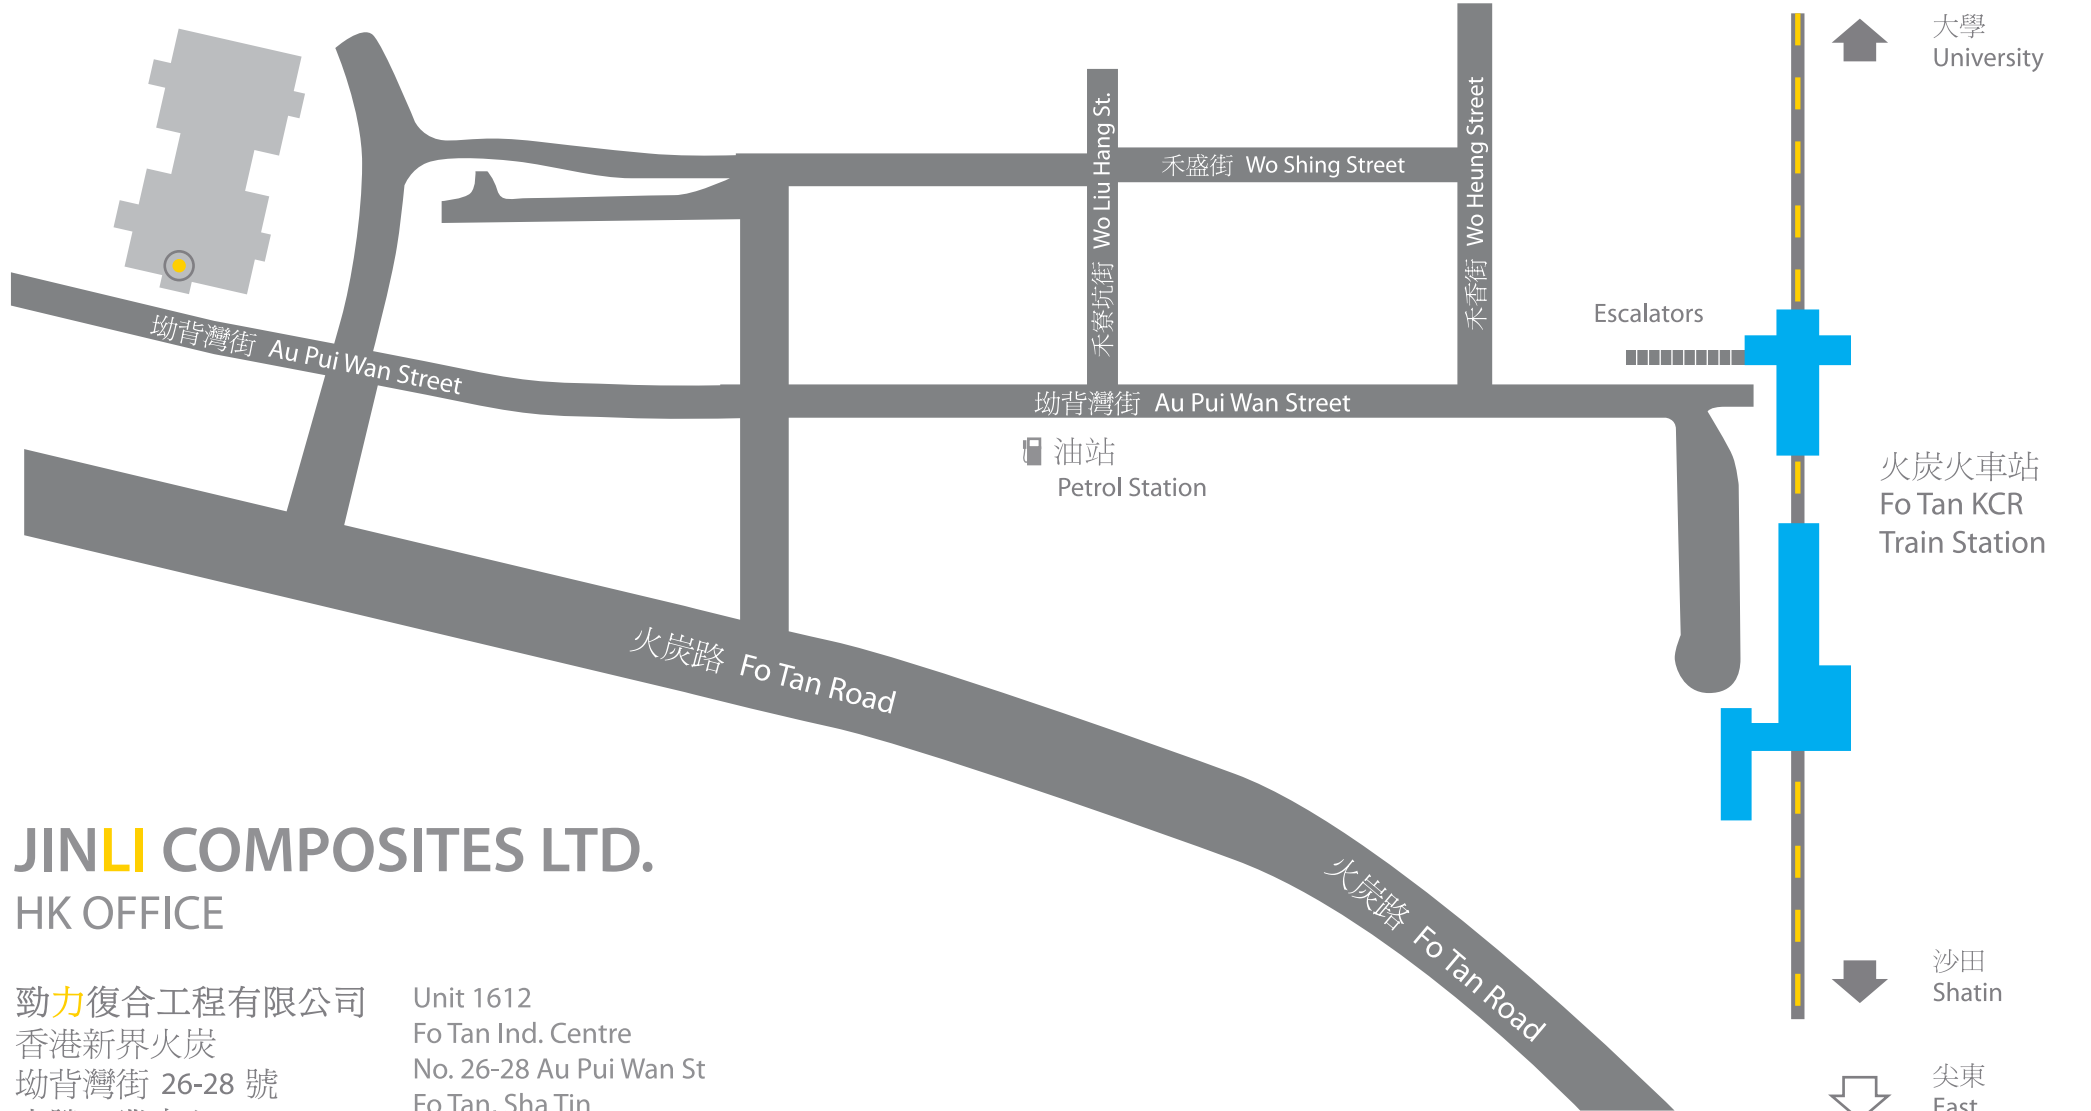 大學
University
禾寮坑街 Wo Liu Hang St.
禾盛街 Wo Shing Street
禾香街 Wo Heung Street
Escalators
坳背灣街 Au Pui Wan Street
坳背灣街 Au Pui Wan Street
油站
Petrol Station
火炭火車站
Fo Tan KCR
Train Station
火炭路 Fo Tan Road
火炭路 Fo Tan Road
JINLI COMPOSITES LTD.
HK OFFICE
勁力復合工程有限公司
香港新界火炭
坳背灣街 26-28 號
Unit 1612
Fo Tan Ind. Centre
No. 26-28 Au Pui Wan St
Fo Tan, Sha Tin
沙田
Shatin
尖東
East